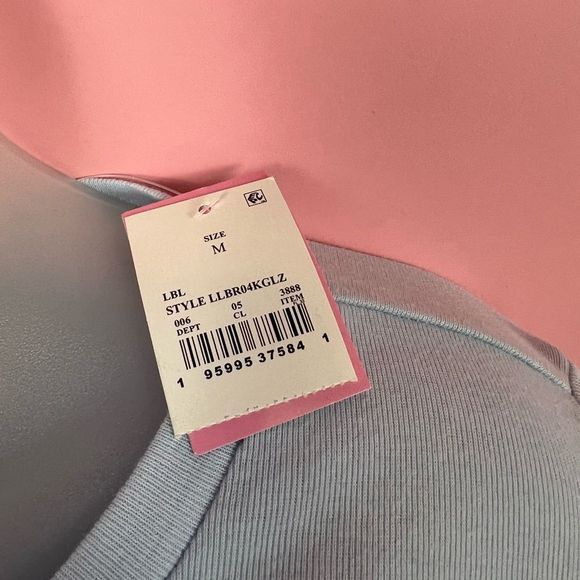 SIZE
M
LBL
STYLE LLBR04KGLZ
006 05 3888
DEPT CL ITEM
1 95995 37584 1